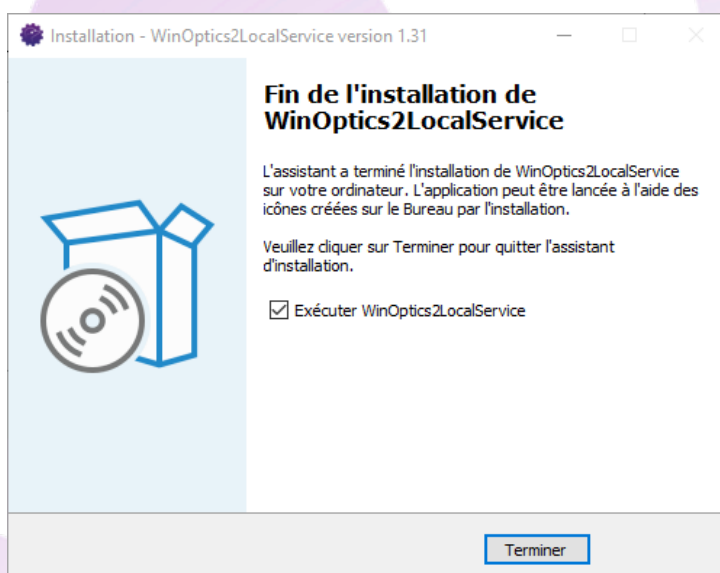 Installation - WinOptics2LocalService version 1.31
Fin de l'installation de
WinOptics2LocalService
L'assistant a terminé l'installation de WinOptics2LocalService
sur votre ordinateur. L'application peut être lancée à l'aide des
icônes créées sur le Bureau par l'installation.
Veuillez cliquer sur Terminer pour quitter l'assistant
d'installation.
Exécuter WinOptics2LocalService
Terminer